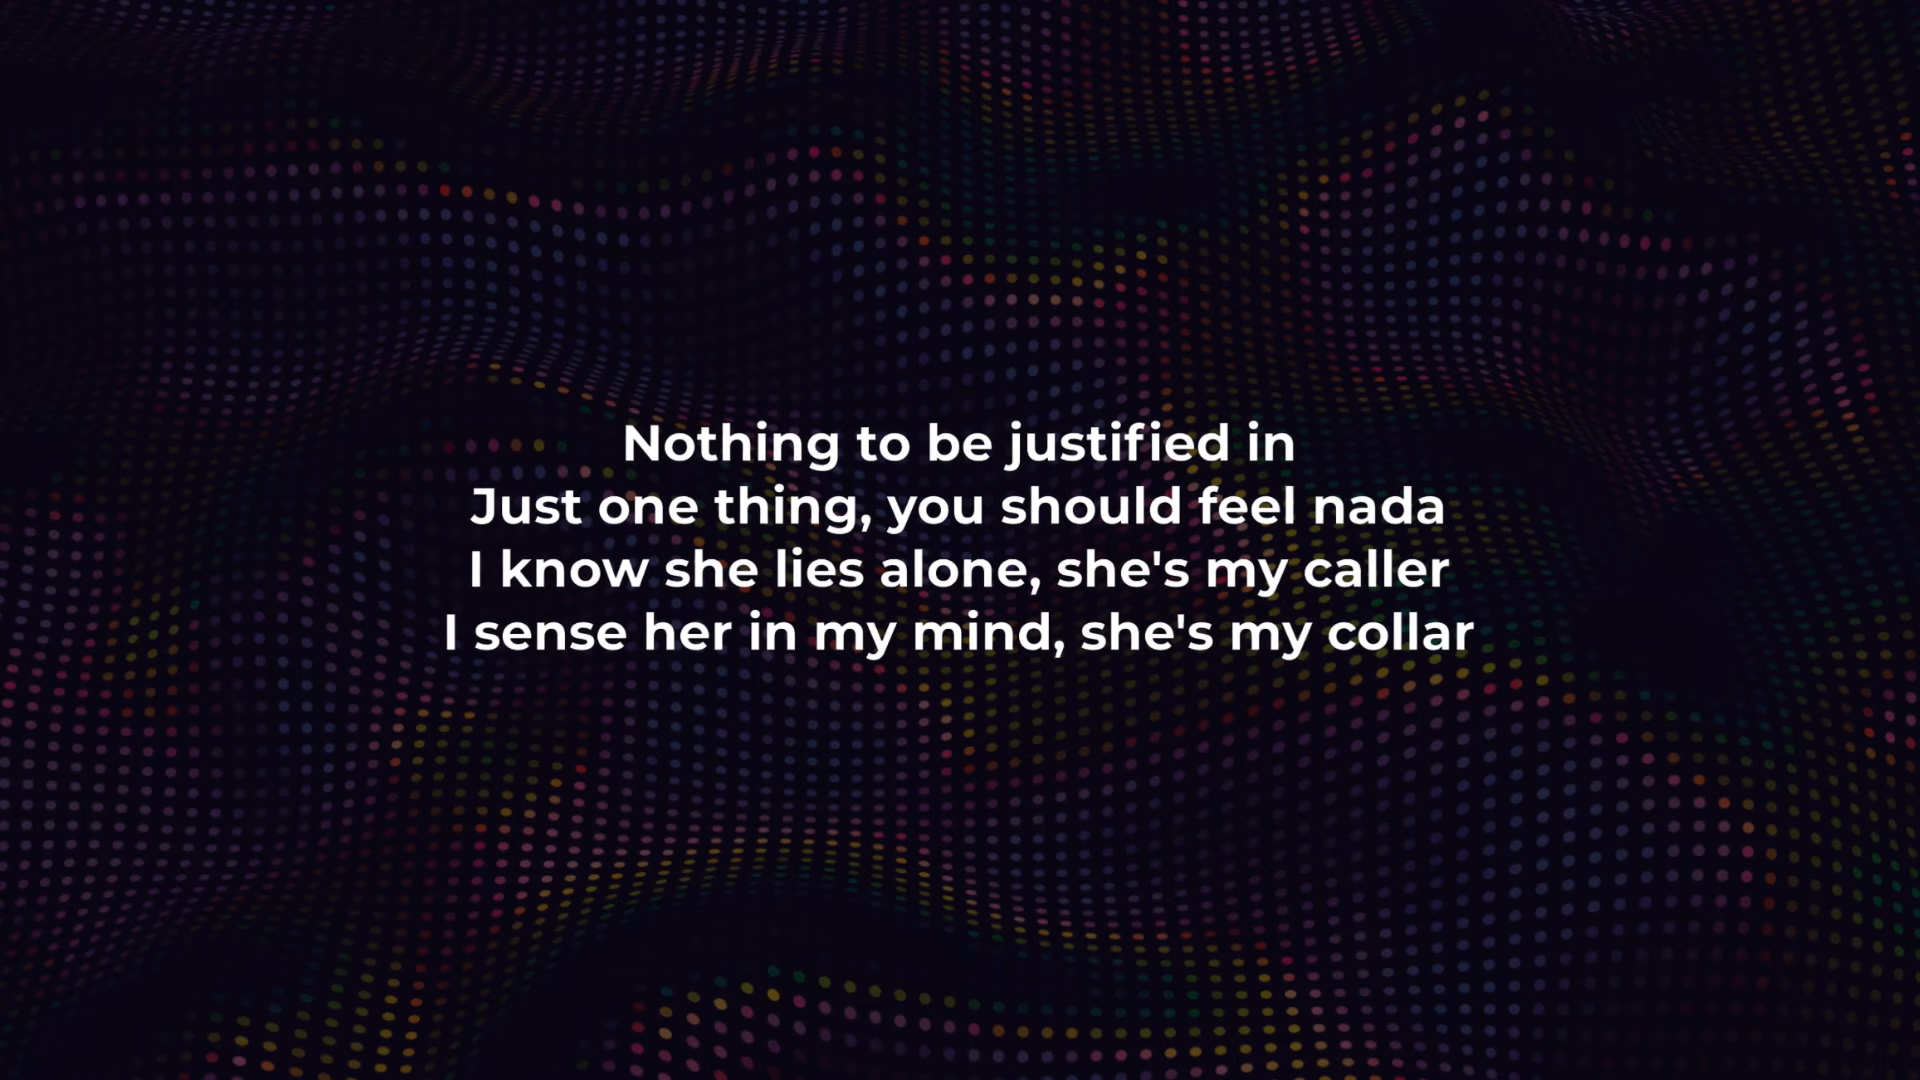 Nothing to be justified in
Just one thing, you should feel nada
I know she lies alone, she's my caller
I sense her in my mind, she's my collar